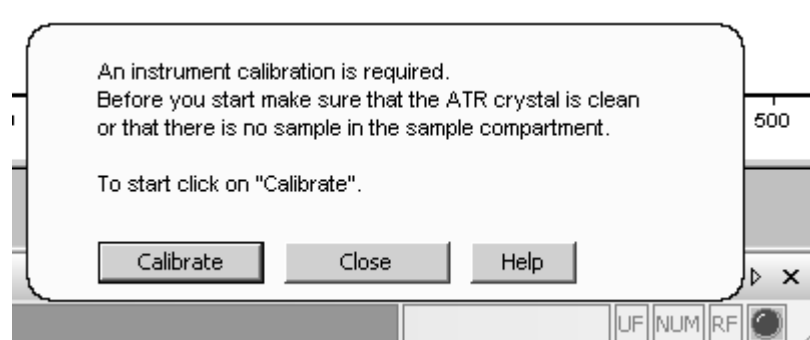 An instrument calibration is required.
Before you start make sure that the ATR crystal is clean
or that there is no sample in the sample compartment.
500
To start click on "Calibrate".
Calibrate Close Help
UF NUM RF